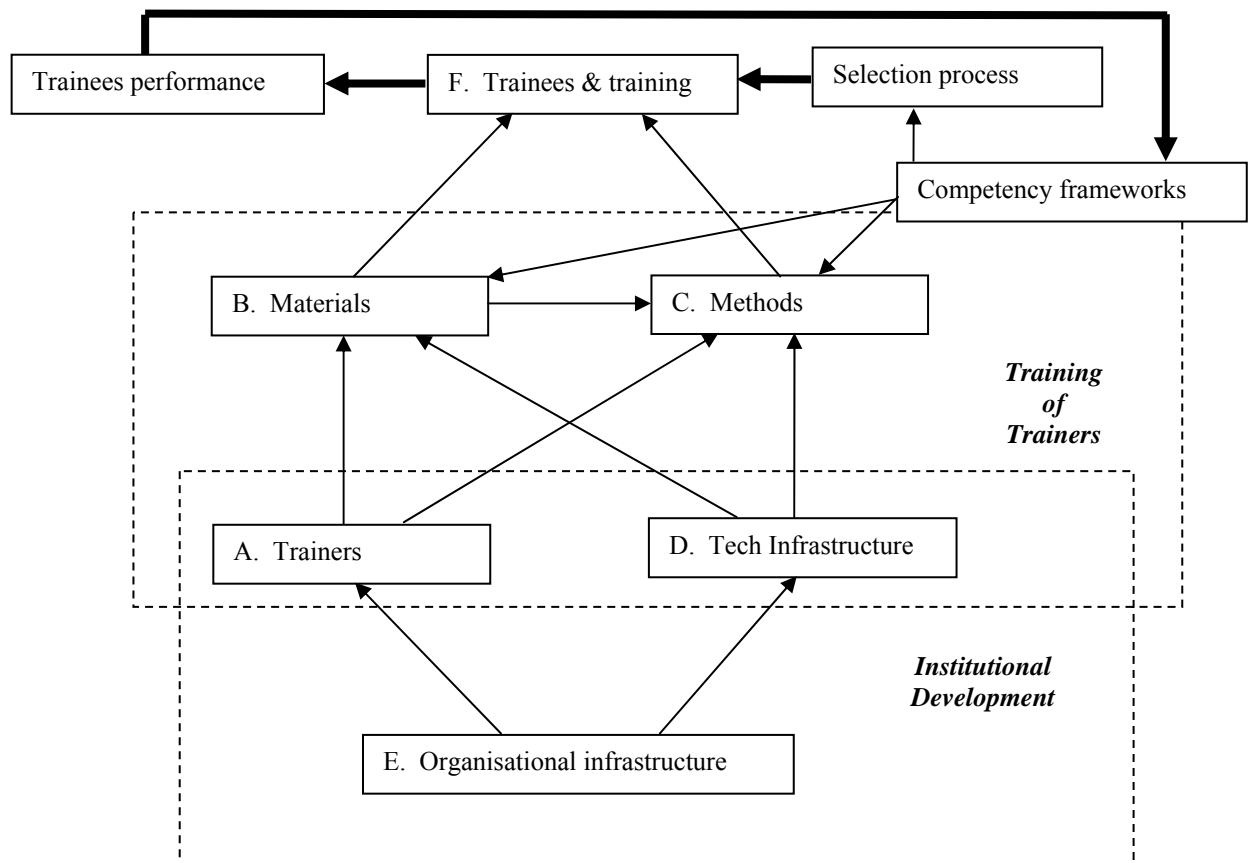 Trainees performance
F. Trainees & training
Selection process
Competency frameworks
B. Materials
C. Methods
Training
of
Trainers
A. Trainers
D. Tech Infrastructure
Institutional
Development
E. Organisational infrastructure